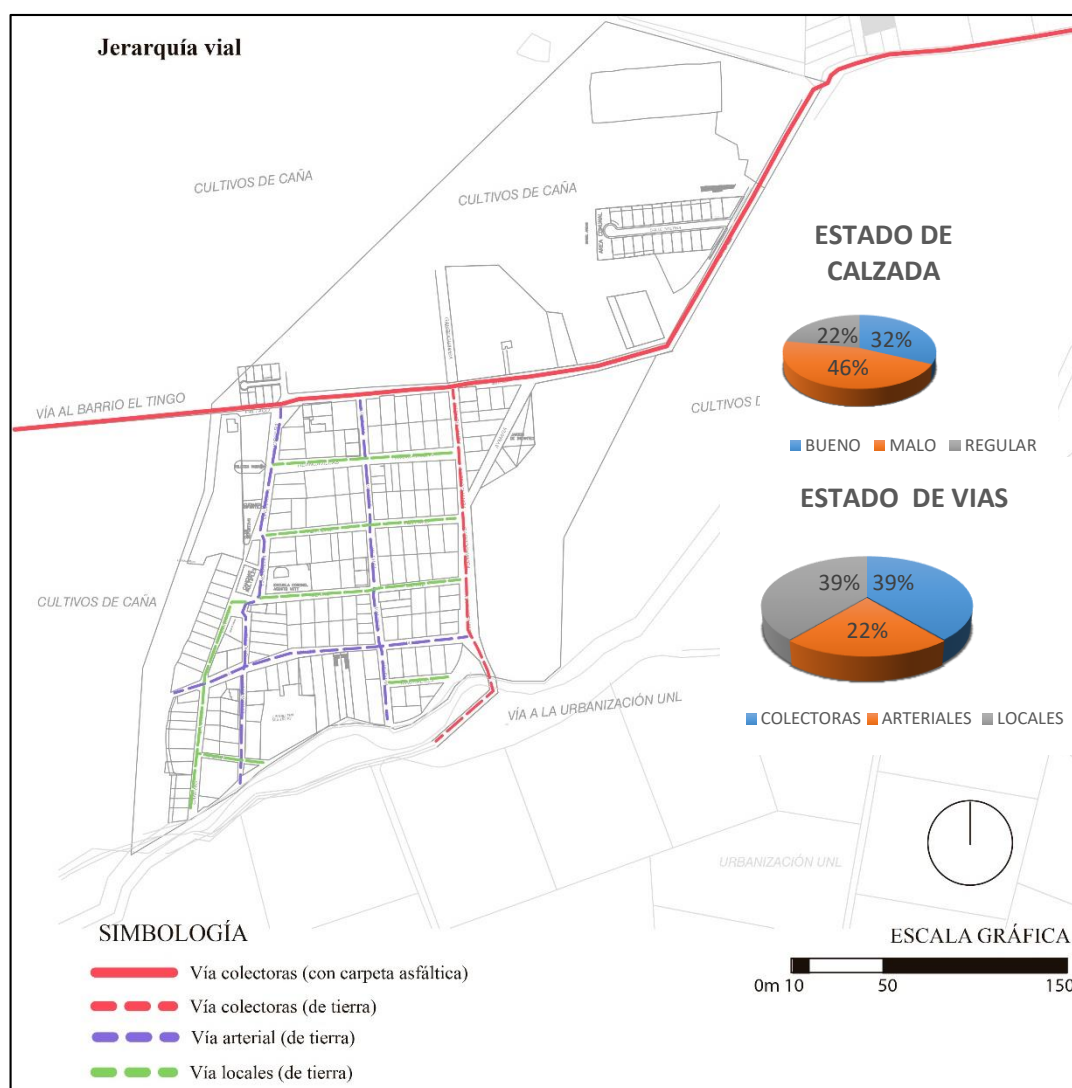 Jerarquía vial
CULTIVOS DE CAÑA
CULTIVOS DE CAÑA
AREA COMUNAL
ESTADO DE
CALZADA
22%
32%
46%
BUENO MALO REGULAR
VÍA AL BARRIO EL TINGO
CULTIVOS D
ESTADO DE VIAS
39%
39%
22%
COLECTORAS ARTERIALES LOCALES
CULTIVOS DE CAÑA
VÍA A LA URBANIZACIÓN UNL
URBANIZACIÓN UNL
SIMBOLOGÍA
Vía colectoras (con carpeta asfáltica)
Vía colectoras (de tierra)
Vía arterial (de tierra)
Vía locales (de tierra)
ESCALA GRÁFICA
0m 10 50 150